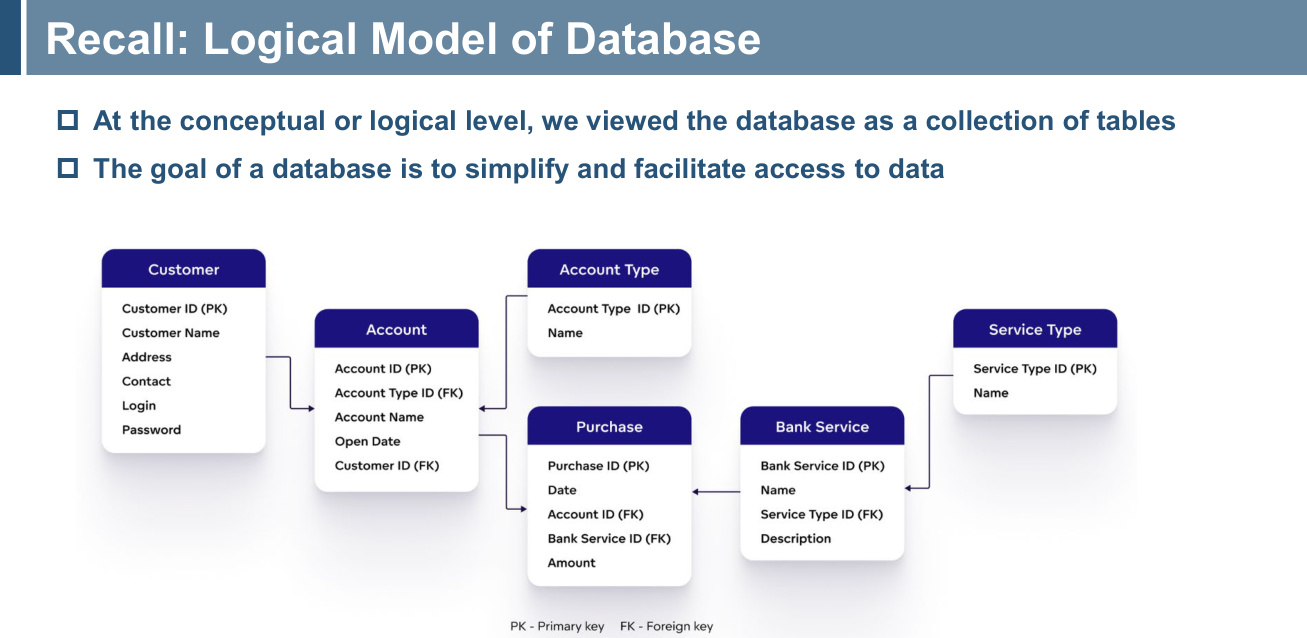 Recall: Logical Model of Database
At the conceptual or logical level, we viewed the database as a collection of tables
The goal of a database is to simplify and facilitate access to data
Customer
Customer ID (PK)
Customer Name
Address
Contact
Login
Password
Account
Account ID (PK)
Account Type ID (FK)
Account Name
Open Date
Customer ID (FK)
Account Type
Account Type ID (PK)
Name
Purchase
Purchase ID (PK)
Date
Account ID (FK)
Bank Service ID (FK)
Amount
Bank Service
Bank Service ID (PK)
Name
Service Type ID (FK)
Description
Service Type
Service Type ID (PK)
Name
PK - Primary key FK - Foreign key